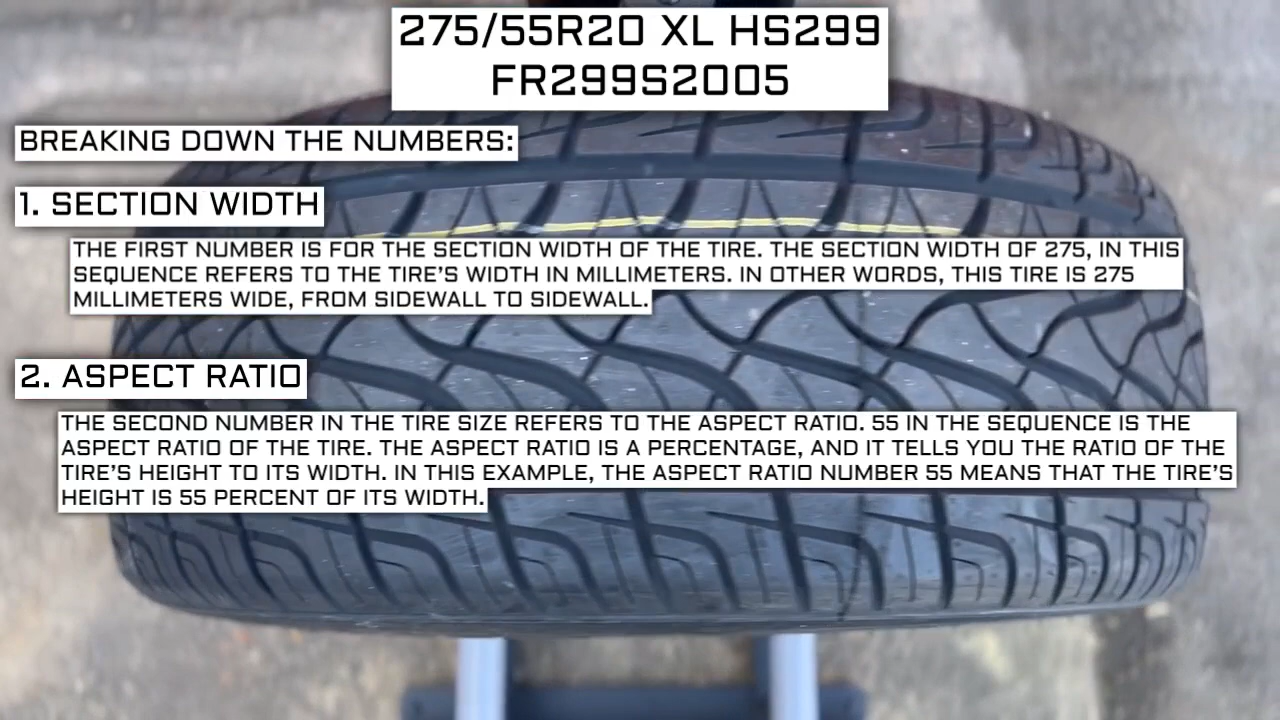 275/55R20 XL HS299
FR299S2005
BREAKING DOWN THE NUMBERS:
1. SECTION WIDTH
THE FIRST NUMBER IS FOR THE SECTION WIDTH OF THE TIRE. THE SECTION WIDTH OF 275, IN THIS
SEQUENCE REFERS TO THE TIRE'S WIDTH IN MILLIMETERS. IN OTHER WORDS, THIS TIRE IS 275
MILLIMETERS WIDE, FROM SIDEWALL TO SIDEWALL.
2. ASPECT RATIO
THE SECOND NUMBER IN THE TIRE SIZE REFERS TO THE ASPECT RATIO. 55 IN THE SEQUENCE IS THE
ASPECT RATIO OF THE TIRE. THE ASPECT RATIO IS A PERCENTAGE, AND IT TELLS YOU THE RATIO OF THE
TIRE'S HEIGHT TO ITS WIDTH. IN THIS EXAMPLE, THE ASPECT RATIO NUMBER 55 MEANS THAT THE TIRE'S
HEIGHT IS 55 PERCENT OF ITS WIDTH.